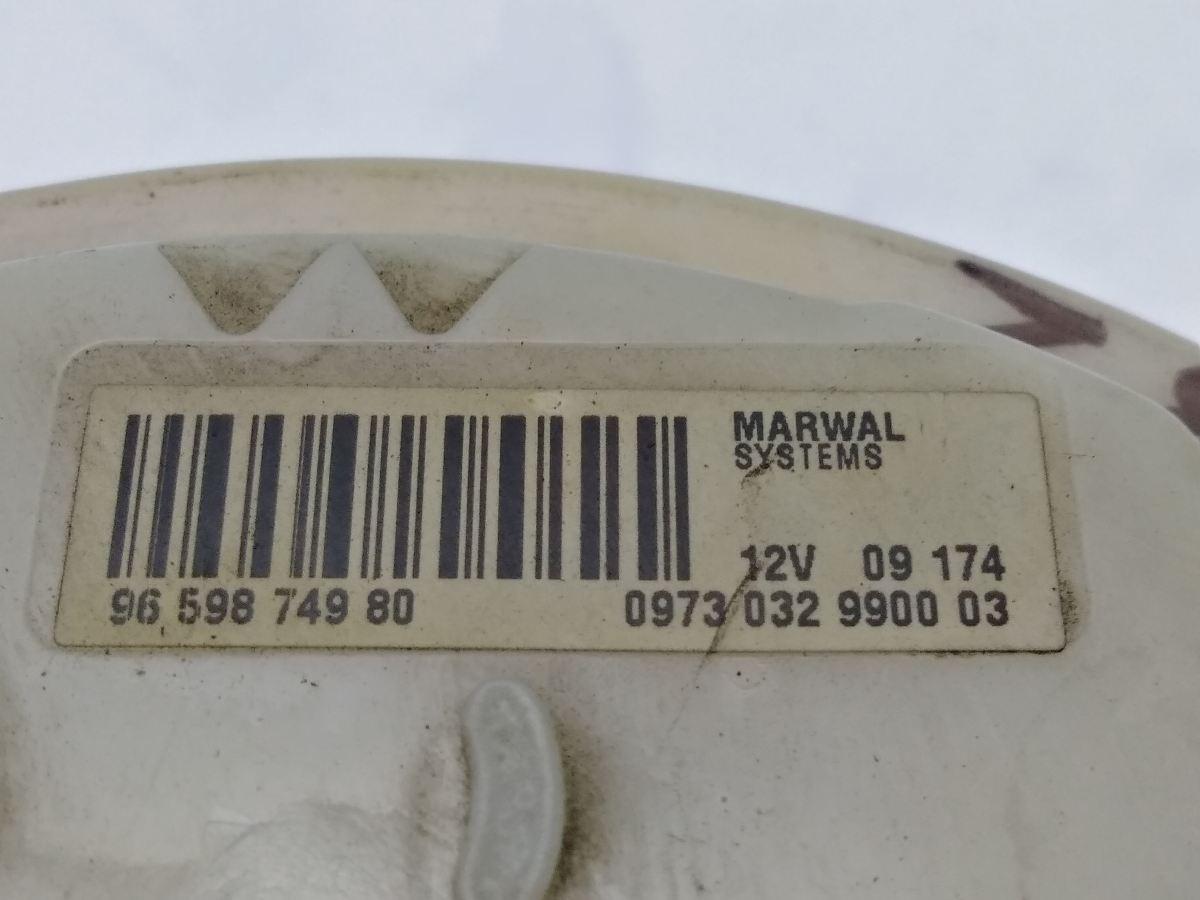 MARWAL
SYSTEMS
12V 09 174
96 598 749 80 0973 032 9900 03